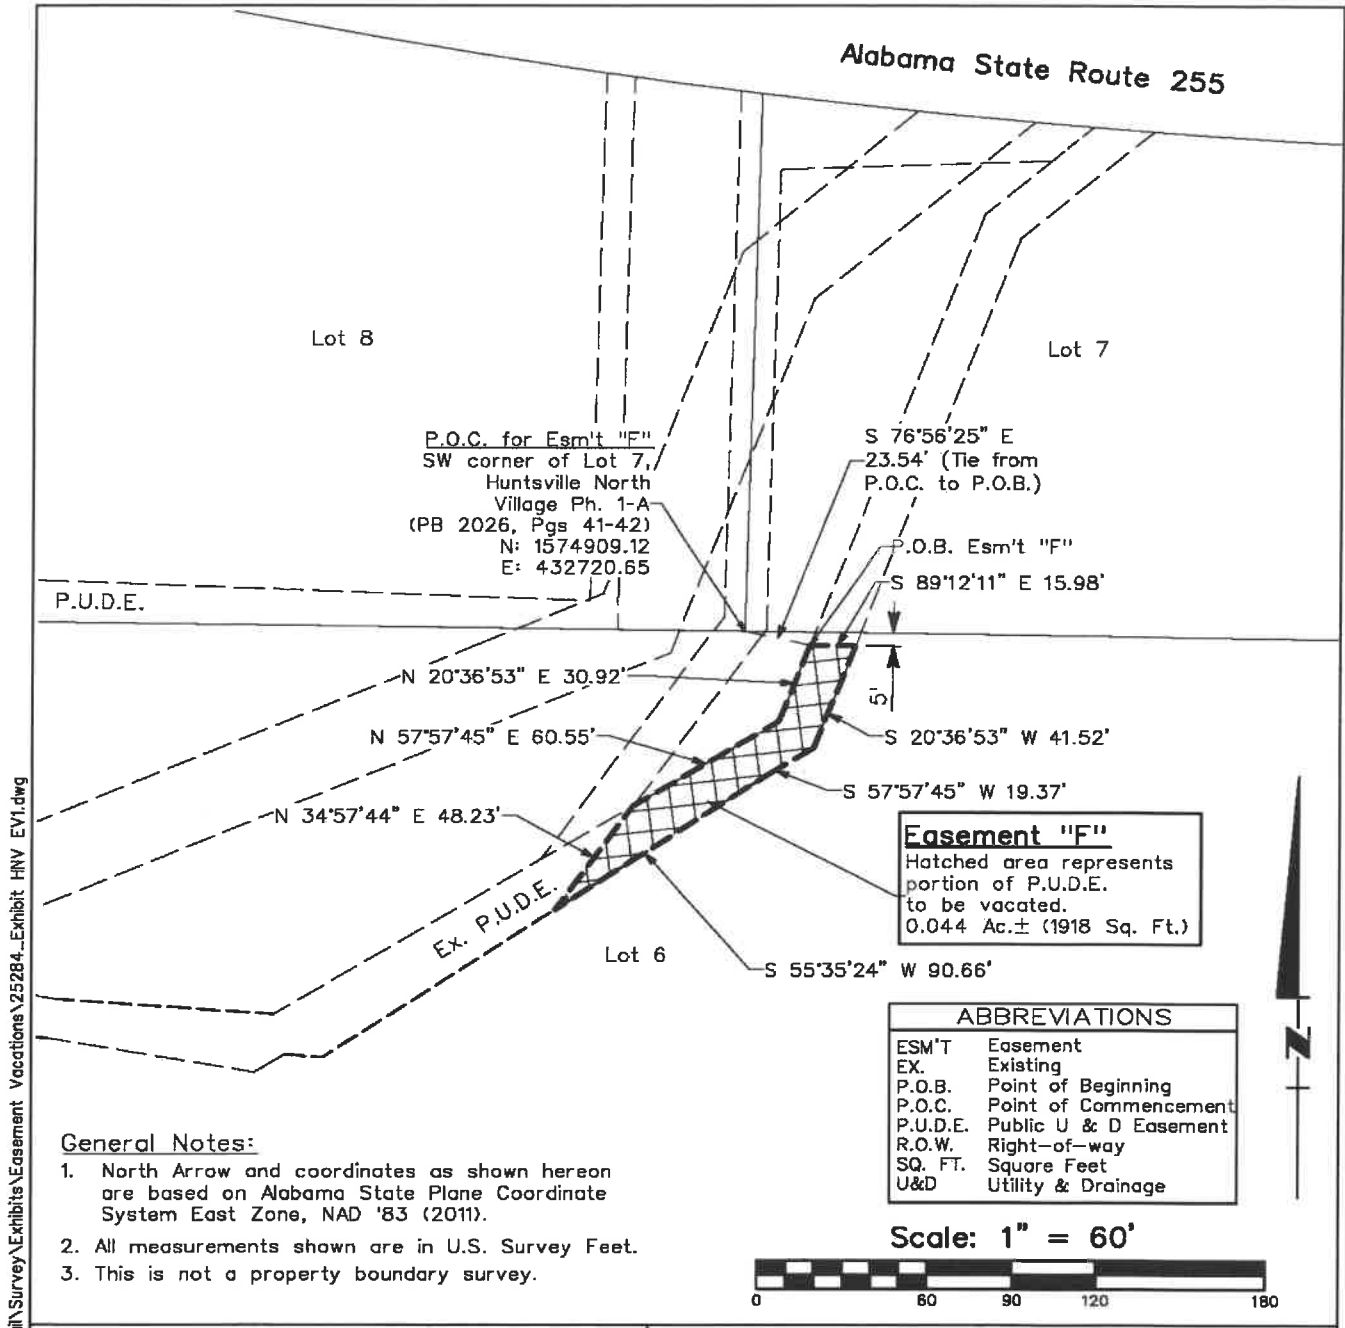 Alabama State Route 255
Lot 8
Lot 7
P.O.C. for Esm't "F"
SW corner of Lot 7,
Huntsville North
Village Ph. 1-A
(PB 2026, Pgs 41-42)
N: 1574909.12
E: 432720.65
S 76°56'25" E
23.54' (Tie from
P.O.C. to P.O.B.)
P.O.B. Esm't "F"
S 89°12'11" E 15.98'
P.U.D.E.
N 20°36'53" E 30.92'
5'
N 57°57'45" E 60.55'
S 20°36'53" W 41.52'
S 57°57'45" W 19.37'
N 34°57'44" E 48.23'
Easement "F"
Hatched area represents
portion of P.U.D.E.
to be vacated.
0.044 Ac.± (1918 Sq. Ft.)
Ex. P.U.D.E.
Lot 6
S 55°35'24" W 90.66'
ABBREVIATIONS
ESM'T Easement
EX. Existing
P.O.B. Point of Beginning
P.O.C. Point of Commencement
P.U.D.E. Public U & D Easement
R.O.W. Right-of-way
SQ. FT. Square Feet
U&D Utility & Drainage
N
General Notes:
1. North Arrow and coordinates as shown hereon
are based on Alabama State Plane Coordinate
System East Zone, NAD '83 (2011).
2. All measurements shown are in U.S. Survey Feet.
3. This is not a property boundary survey.
Scale: 1" = 60'
0 60 90 120 180
il\Survey\Exhibits\Easement Vacations\25284_Exhibit HNV EV1.dwg